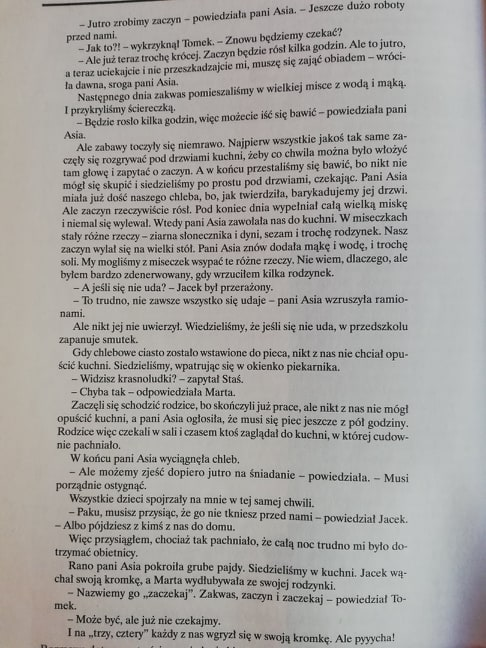 – Jutro zrobimy zaczyn – powiedziała pani Asia. – Jeszcze dużo roboty
przed nami.
– Jak to?! – wykrzyknął Tomek. – Znowu będziemy czekać?
– Ale już teraz trochę krócej. Zaczyn będzie rósł kilka godzin. Ale to jutro,
a teraz uciekajcie i nie przeszkadzajcie mi, muszę się zająć obiadem – wróci-
ła dawna, sroga pani Asia.
Następnego dnia zakwas pomieszaliśmy w wielkiej misce z wodą i mąką.
I przykryliśmy ściereczką.
– Będzie rosło kilka godzin, więc możecie iść się bawić – powiedziała pani
Asia.
Ale zabawy toczyły się niemrawo. Najpierw wszystkie jakoś tak same za-
częły się rozgrywać pod drzwiami kuchni, żeby co chwila można było włożyć
tam głowę i zapytać o zaczyn. A w końcu przestaliśmy się bawić, bo nikt nie
mógł się skupić i siedzieliśmy po prostu pod drzwiami, czekając. Pani Asia
miała już dość naszego chleba, bo, jak twierdziła, barykadujemy jej drzwi.
Ale zaczyn rzeczywiście rósł. Pod koniec dnia wypełniał całą wielką miskę
i niemal się wylewał. Wtedy pani Asia zawołała nas do kuchni. W miseczkach
stały różne rzeczy – ziarna słonecznika i dyni, sezam i trochę rodzynek. Nasz
zaczyn wylał się na wielki stół. Pani Asia znów dodała mąkę i wodę, i trochę
soli. My mogliśmy z miseczek wsypać te różne rzeczy. Nie wiem, dlaczego, ale
byłem bardzo zdenerwowany, gdy wrzuciłem kilka rodzynek.
– A jeśli się nie uda? – Jacek był przerażony.
– To trudno, nie zawsze wszystko się udaje – pani Asia wzruszyła ramio-
nami.
Ale nikt jej nie uwierzył. Wiedzieliśmy, że jeśli się nie uda, w przedszkolu
zapanuje smutek.
Gdy chlebowe ciasto zostało wstawione do pieca, nikt z nas nie chciał opu-
ścić kuchni. Siedzieliśmy, wpatrując się w okienko piekarnika.
– Widzisz krasnoludki? – zapytał Staś.
– Chyba tak – odpowiedziała Marta.
Zaczęli się schodzić rodzice, bo skończyli już prace, ale nikt z nas nie mógł
opuścić kuchni, a pani Asia ogłosiła, że musi się piec jeszcze z pół godziny.
Rodzice więc czekali w sali i czasem ktoś zaglądał do kuchni, w której cudow-
nie pachniało.
W końcu pani Asia wyciągnęła chleb.
– Ale możemy zjeść dopiero jutro na śniadanie – powiedziała. – Musi
porządnie ostygnąć.
Wszystkie dzieci spojrzały na mnie w tej samej chwili.
– Paku, musisz przysiąc, że go nie tkniesz przed nami – powiedział Jacek.
– Albo pójdziesz z kimś z nas do domu.
Więc przysiągłem, chociaż tak pachniało, że całą noc trudno mi było do-
trzymać obietnicy.
Rano pani Asia pokroiła grube pajdy. Siedzieliśmy w kuchni. Jacek wą-
chał swoją kromkę, a Marta wydłubywała ze swojej rodzynki.
– Nazwiemy go „zaczekaj”. Zakwas, zaczyn i zaczekaj – powiedział To-
mek.
– Może być, ale już nie czekajmy.
I na „trzy, cztery” każdy z nas wgryzł się w swoją kromkę. Ale pyyycha!